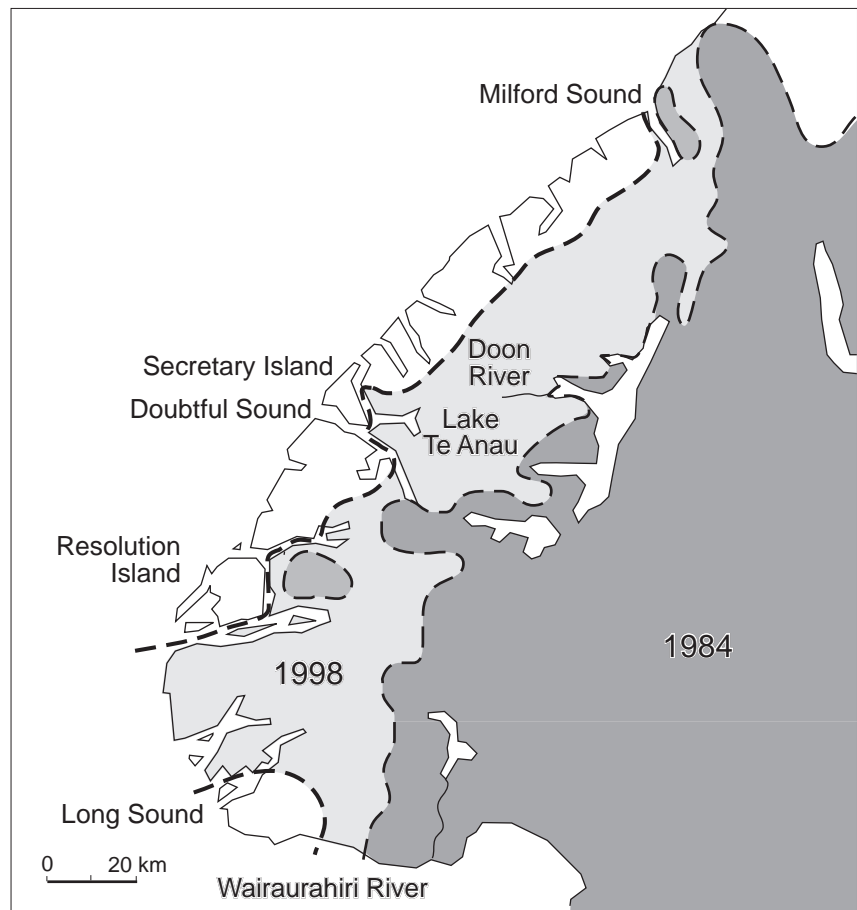 Milford Sound
Secretary Island
Doubtful Sound
Doon
River
Lake
Te Anau
Resolution
Island
1998
1984
Long Sound
0 20 km
Wairaurahiri River